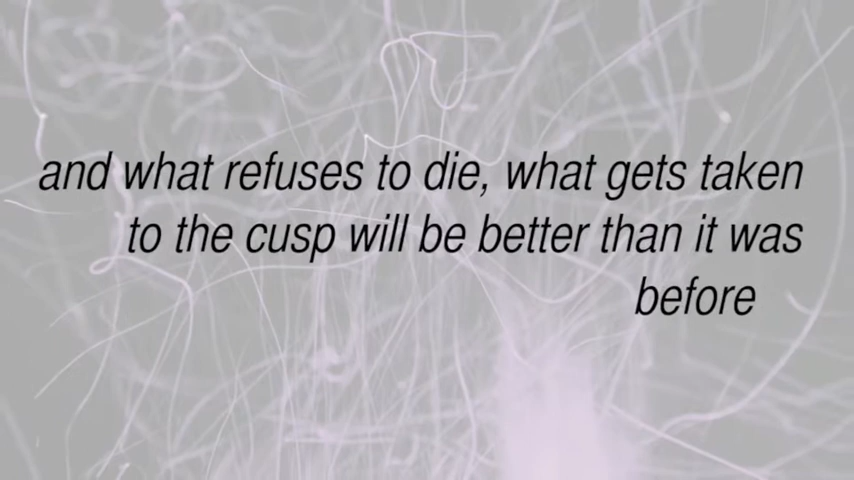 and what refuses to die, what gets taken
to the cusp will be better than it was
before